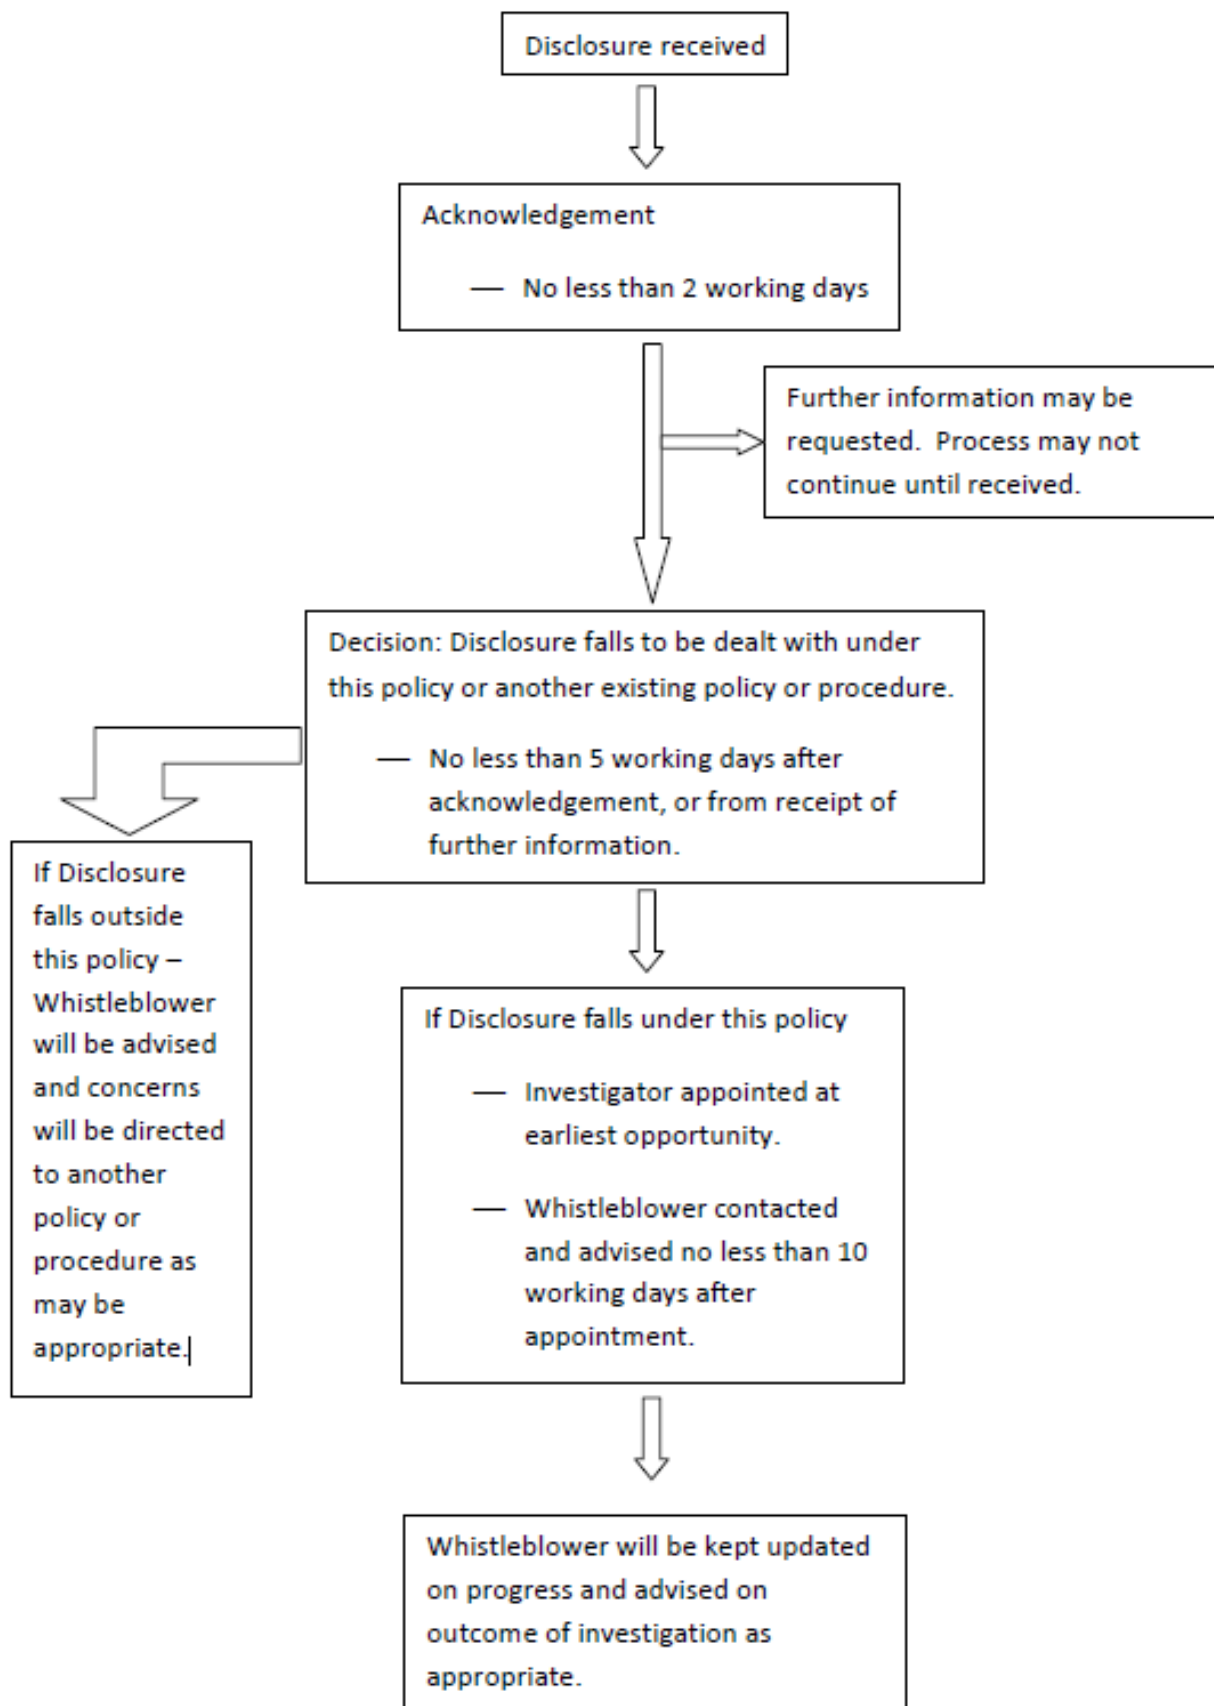 Disclosure received
Acknowledgement
— No less than 2 working days
Further information may be
requested.  Process may not
continue until received.
Decision: Disclosure falls to be dealt with under
this policy or another existing policy or procedure.
— No less than 5 working days after
acknowledgement, or from receipt of
further information.
If Disclosure
falls outside
this policy –
Whistleblower
will be advised
and concerns
will be directed
to another
policy or
procedure as
may be
appropriate.
If Disclosure falls under this policy
— Investigator appointed at
earliest opportunity.
— Whistleblower contacted
and advised no less than 10
working days after
appointment.
Whistleblower will be kept updated
on progress and advised on
outcome of investigation as
appropriate.